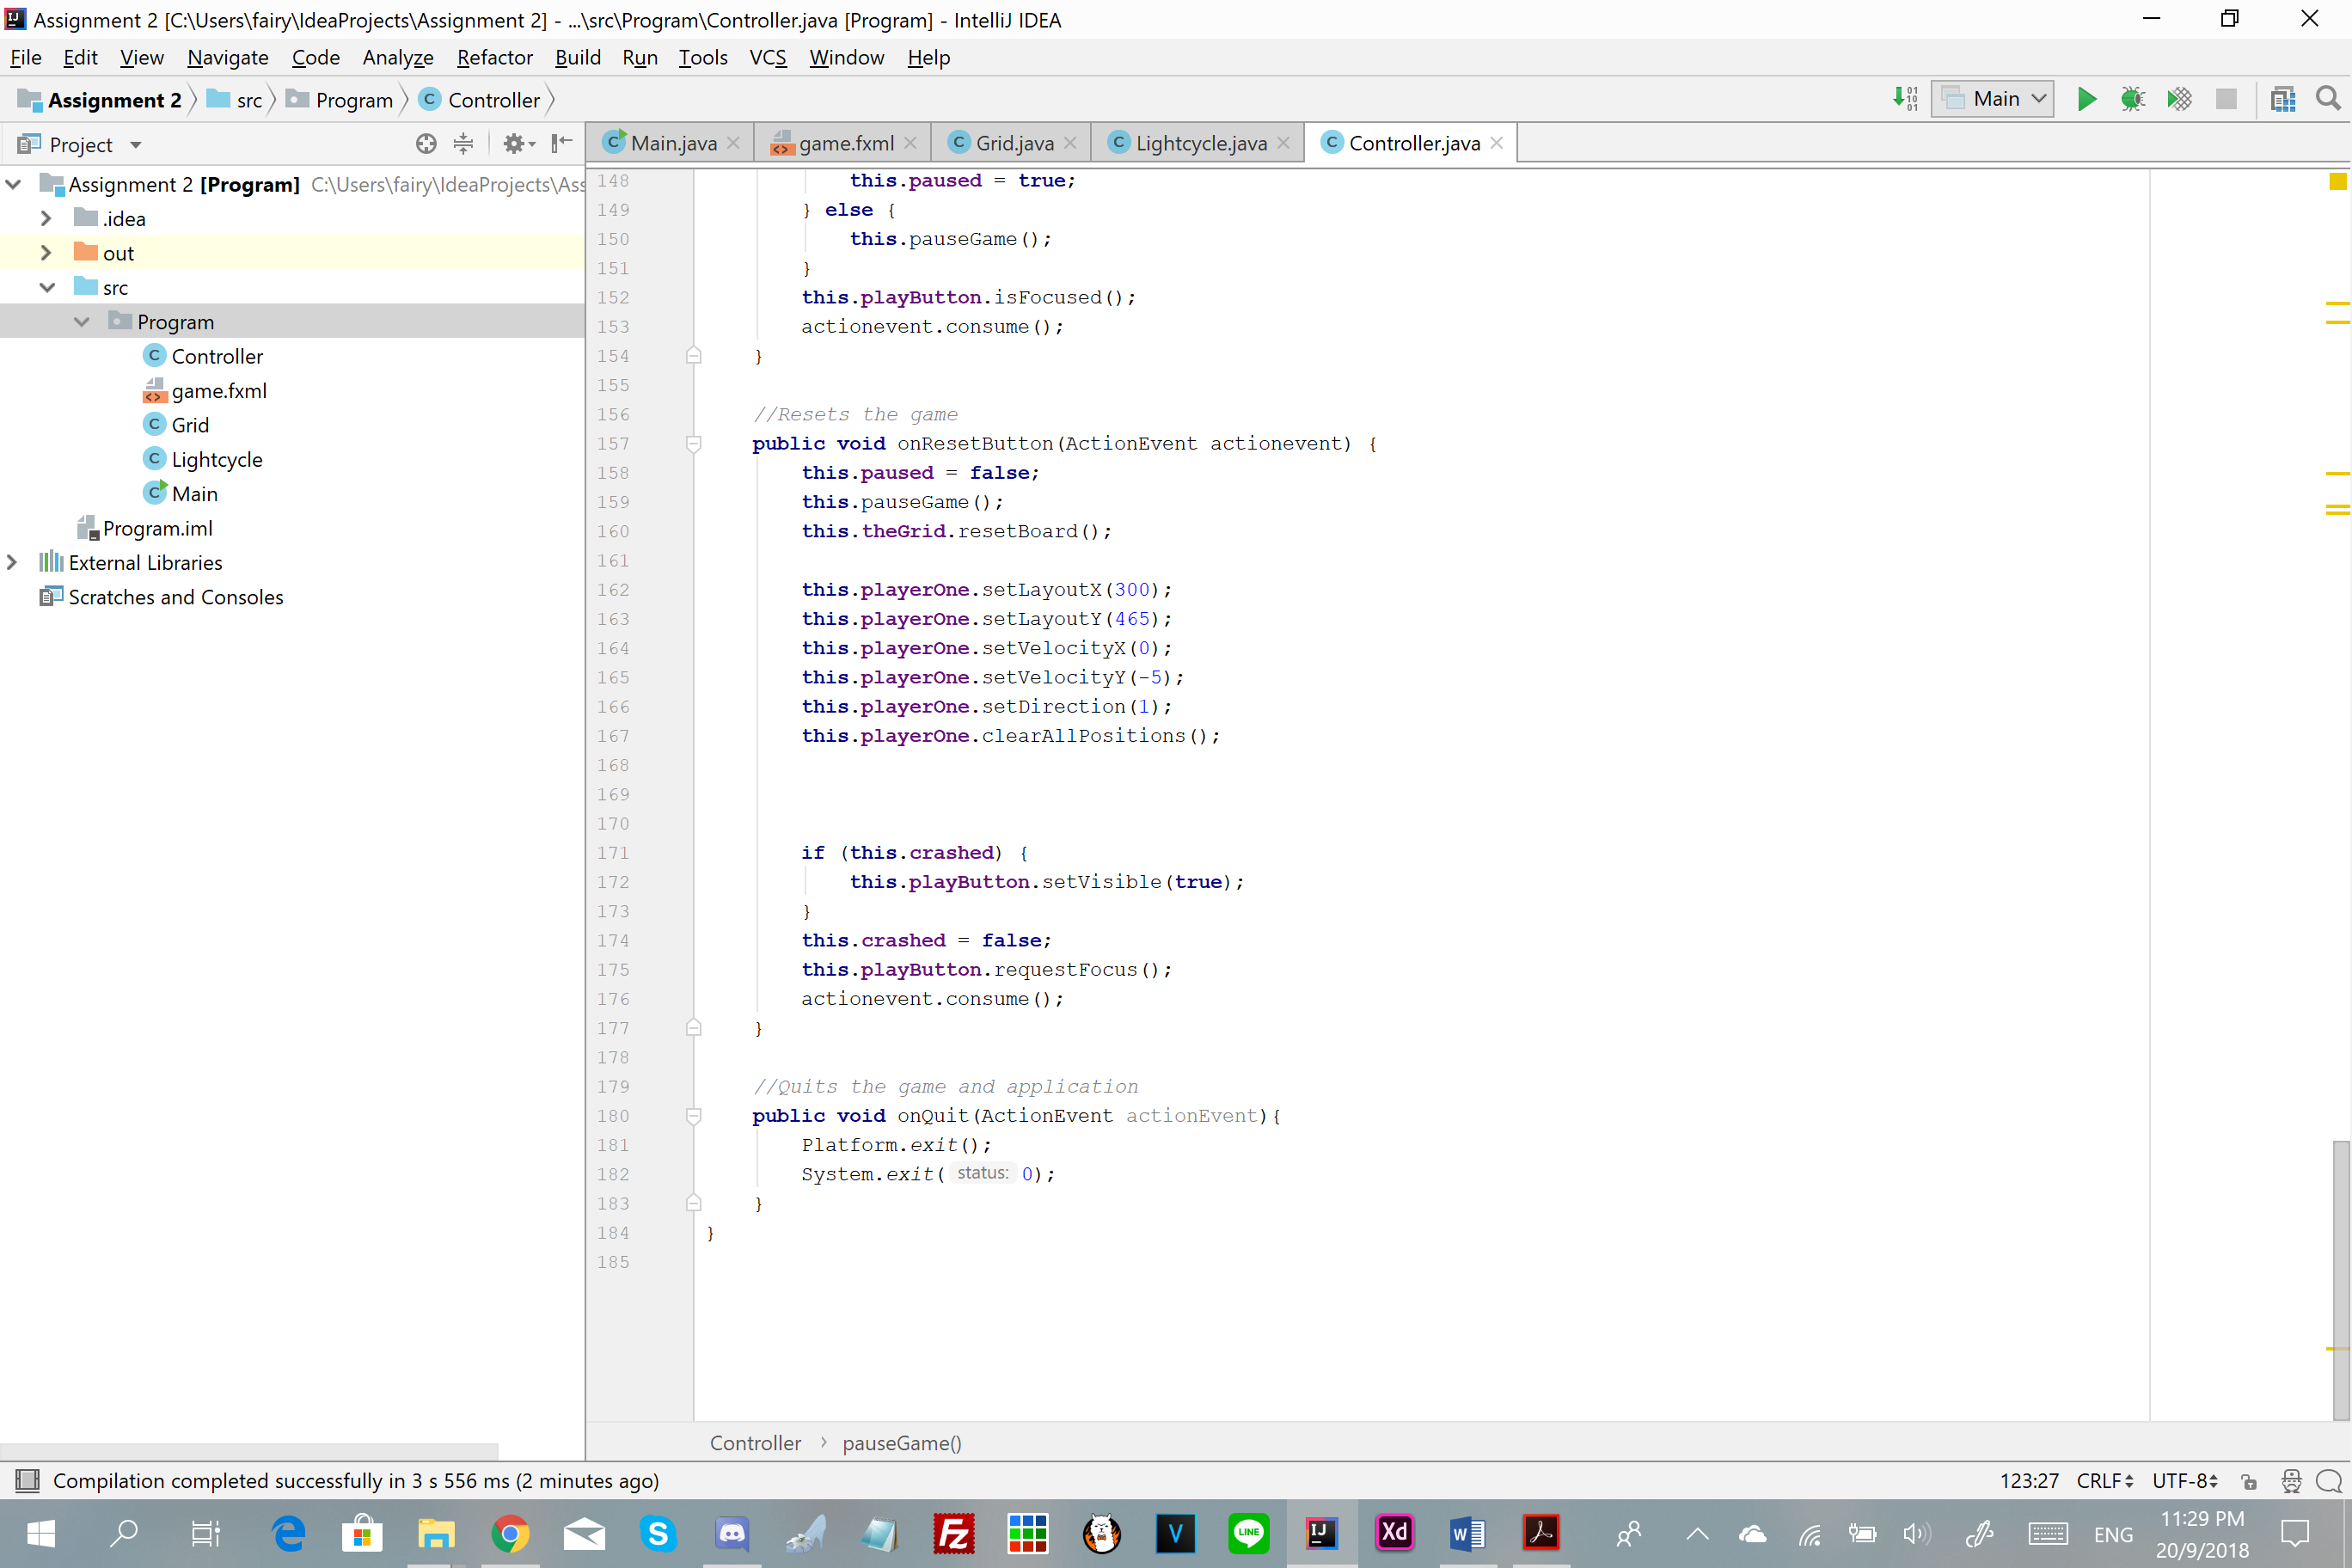 Assignment 2 [C:\Users\fairy\IdeaProjects\Assignment 2] - ...\src\Program\Controller.java [Program] - IntelliJ IDEA
File Edit View Navigate Code Analyze Refactor Build Run Tools VCS Window Help
Assignment 2 src Program Controller Main
Project
Main.java game.fxml Grid.java Lightcycle.java Controller.java
Assignment 2 [Program] C:\Users\fairy\IdeaProjects\Ass
.idea
out
src
Program
Controller
game.fxml
Grid
Lightcycle
Main
Program.iml
External Libraries
Scratches and Consoles
148 this.paused = true;
149 } else {
150 this.pauseGame();
151 }
152 this.playButton.isFocused();
153 actionevent.consume();
154 }
155
156 //Resets the game
157 public void onResetButton(ActionEvent actionevent) {
158 this.paused = false;
159 this.pauseGame();
160 this.theGrid.resetBoard();
161
162 this.playerOne.setLayoutX(300);
163 this.playerOne.setLayoutY(465);
164 this.playerOne.setVelocityX(0);
165 this.playerOne.setVelocityY(-5);
166 this.playerOne.setDirection(1);
167 this.playerOne.clearAllPositions();
168
169
170
171 if (this.crashed) {
172 this.playButton.setVisible(true);
173 }
174 this.crashed = false;
175 this.playButton.requestFocus();
176 actionevent.consume();
177 }
178
179 //Quits the game and application
180 public void onQuit(ActionEvent actionEvent){
181 Platform.exit();
182 System.exit( status: 0);
183 }
184 }
185
Controller › pauseGame()
Compilation completed successfully in 3 s 556 ms (2 minutes ago) 123:27 CRLF UTF-8
ENG 11:29 PM
20/9/2018